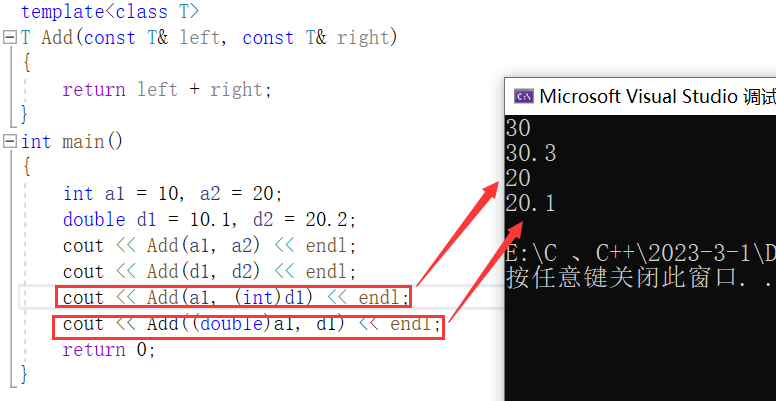 template<class T>
T Add(const T& left, const T& right)
{
return left + right;
}
int main()
{
int a1 = 10, a2 = 20;
double d1 = 10.1, d2 = 20.2;
cout << Add(a1, a2) << endl;
cout << Add(d1, d2) << endl;
cout << Add(a1, (int)d1) << endl;
cout << Add((double)a1, d1) << endl;
return 0;
}
C:\ Microsoft Visual Studio 调试
30
30.3
20
20.1
E:\C 、C++\2023-3-1\D
按任意键关闭此窗口. . .